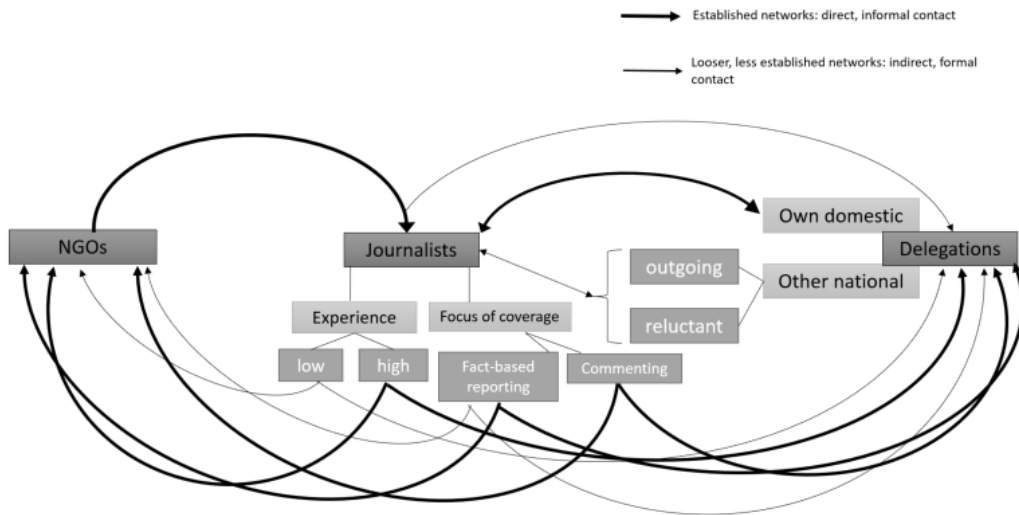 Established networks: direct, informal contact
Looser, less established networks: indirect, formal
contact
Own domestic
NGOs
Journalists
Delegations
outgoing
Other national
Experience
Focus of coverage
reluctant
low
high
Fact-based
reporting
Commenting